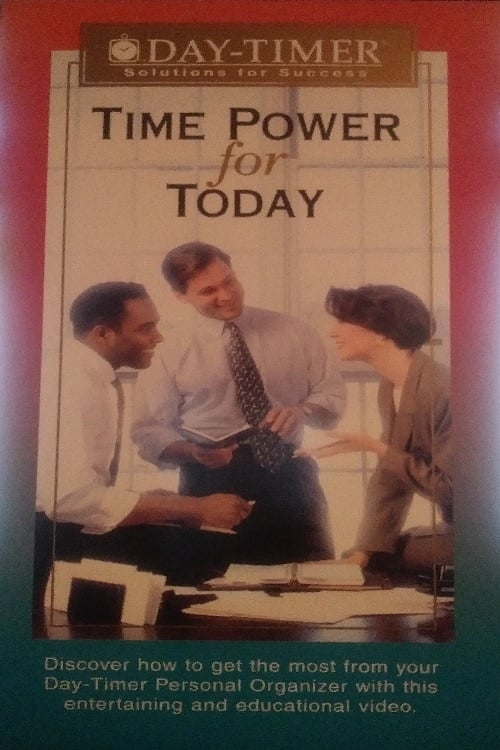 DAY-TIMER
Solutions for Success
TIME POWER
for
TODAY
Discover how to get the most from your
Day-Timer Personal Organizer with this
entertaining and educational video.